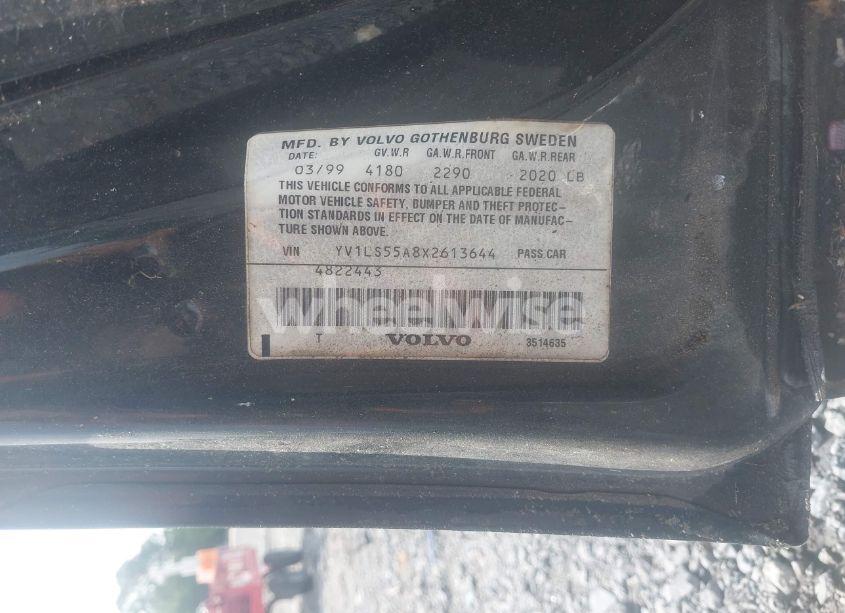 MFD. BY VOLVO GOTHENBURG SWEDEN
DATE: G.V.W.R GA.W.R.FRONT GA.W.R.REAR
03/99 4180 2290 2020 LB
THIS VEHICLE CONFORMS TO ALL APPLICABLE FEDERAL
MOTOR VEHICLE SAFETY, BUMPER AND THEFT PROTEC-
TION STANDARDS IN EFFECT ON THE DATE OF MANUFAC-
TURE SHOWN ABOVE.
VIN YV1LS55A8X2613644 PASS.CAR
4822443
wheelwise
T VOLVO 3514635